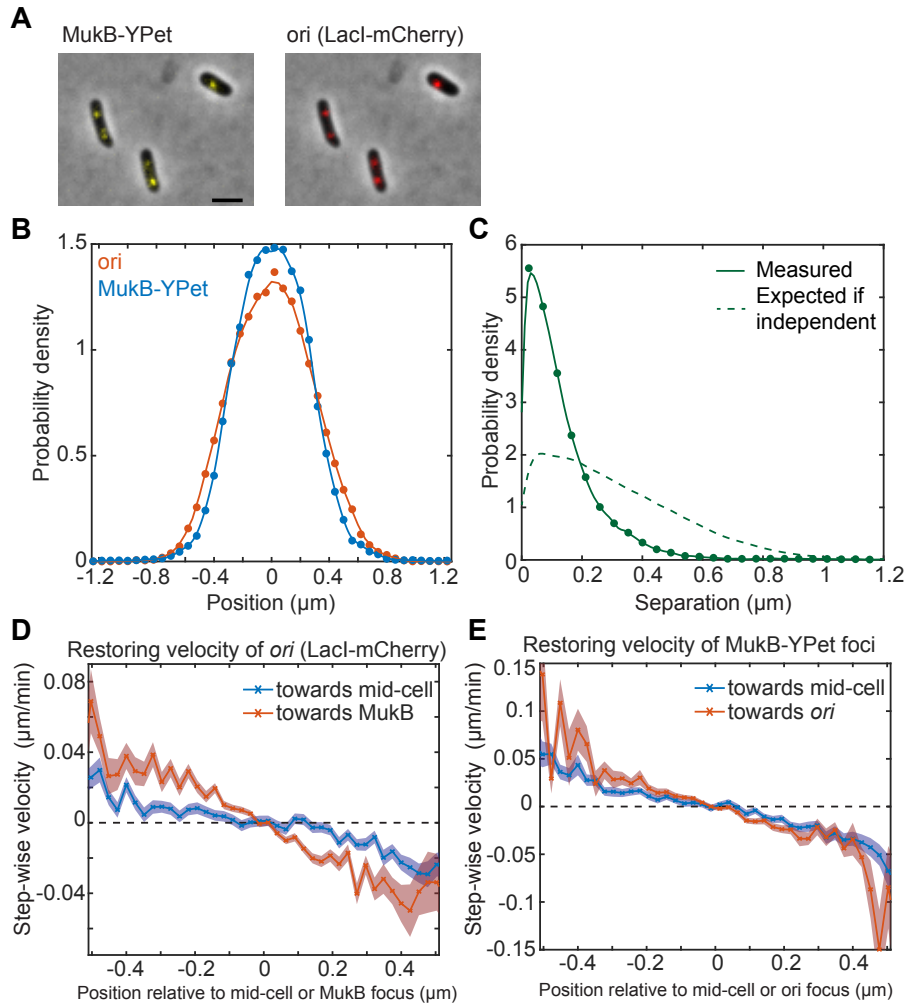 A
MukB-YPet
ori (LacI-mCherry)
B
1.5
1
0.5
0
ori
MukB-YPet
Probability density
-1.2
-0.8
-0.4
0
0.4
0.8
1.2
Position (μm)
C
6
5
4
3
2
1
0
Measured
Expected if
independent
Probability density
0
0.2
0.4
0.6
0.8
1
1.2
Separation (μm)
D
Restoring velocity of ori (LacI-mCherry)
0.08
0.04
0
-0.04
towards mid-cell
towards MukB
Step-wise velocity (μm/min)
-0.4
-0.2
0
0.2
0.4
Position relative to mid-cell or MukB focus (μm)
E
Restoring velocity of MukB-YPet foci
0.15
0.1
0.05
0
-0.05
-0.1
-0.15
towards mid-cell
towards ori
Step-wise velocity (μm/min)
-0.4
-0.2
0
0.2
0.4
Position relative to mid-cell or ori focus (μm)